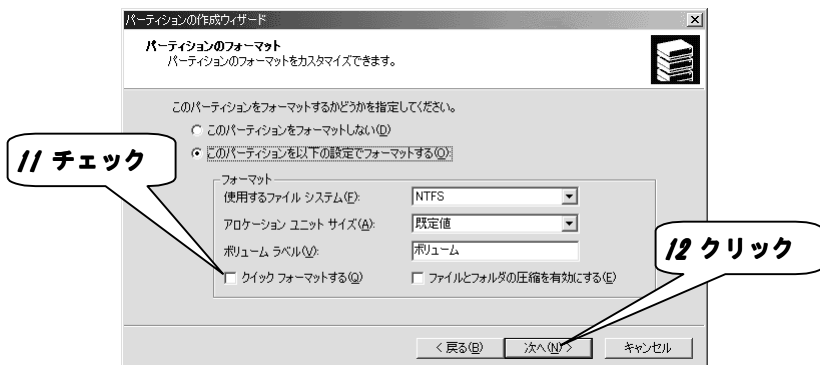 パーティションの作成ウィザード
パーティションのフォーマット
パーティションのフォーマットをカスタマイズできます。
このパーティションをフォーマットするかどうかを指定してください。
このパーティションをフォーマットしない(D)
11 チェック
このパーティションを以下の設定でフォーマットする(O):
フォーマット
使用するファイル システム(F):
NTFS
アロケーション ユニット サイズ(A):
既定値
ボリューム ラベル(V):
ボリューム
12 クリック
クイック フォーマットする(Q)
ファイルとフォルダの圧縮を有効にする(E)
< 戻る(B)
次へ(N) >
キャンセル